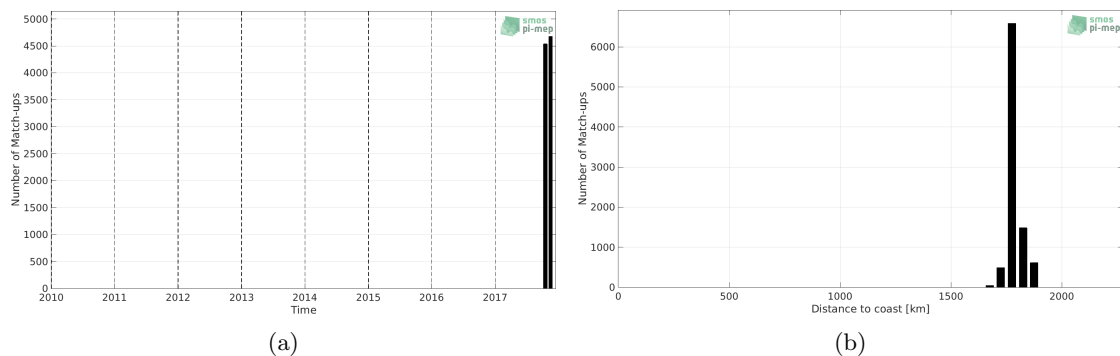 5000
4500
4000
3500
3000
2500
2000
1500
1000
500
0
Number of Match-ups
2010 2011 2012 2013 2014 2015 2016 2017
Time
smos
pi-mep
(a)
6000
5000
4000
3000
2000
1000
0
Number of Match-ups
0 500 1000 1500 2000
Distance to coast [km]
smos
pi-mep
(b)